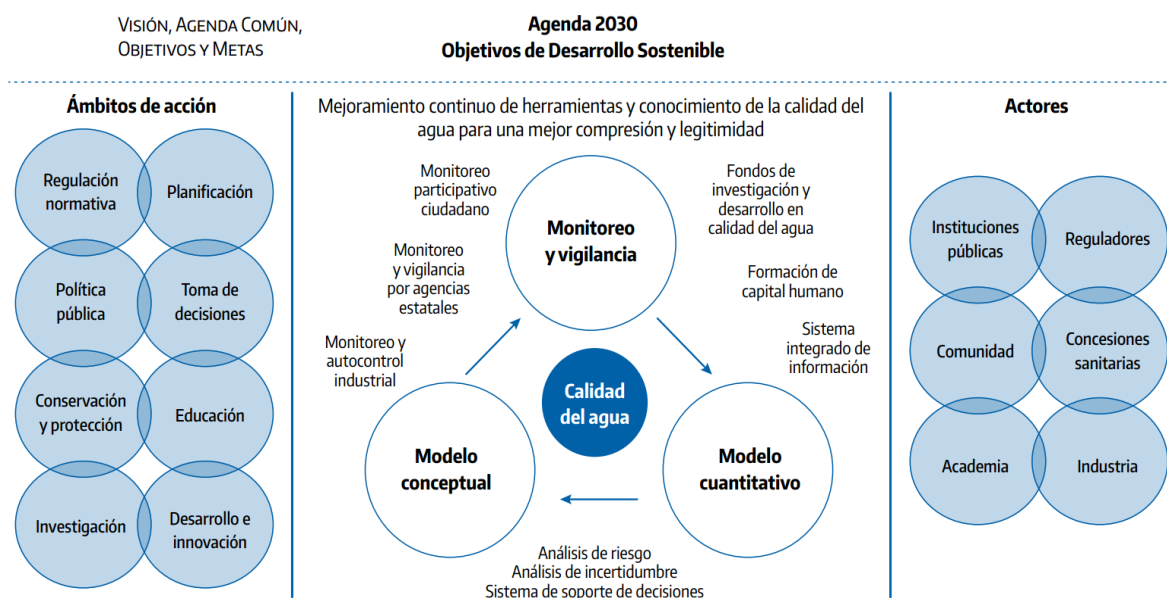 VISIÓN, AGENDA COMÚN,
OBJETIVOS Y METAS
Agenda 2030
Objetivos de Desarrollo Sostenible
Ámbitos de acción
Regulación
normativa
Planificación
Política
pública
Toma de
decisiones
Conservación
y protección
Educación
Investigación
Desarrollo e
innovación
Mejoramiento continuo de herramientas y conocimiento de la calidad del
agua para una mejor compresión y legitimidad
Monitoreo
participativo
ciudadano
Monitoreo
y vigilancia
por agencias
estatales
Monitoreo y
autocontrol
industrial
Monitoreo
y vigilancia
Fondos de
investigación y
desarrollo en
calidad del agua
Formación de
capital humano
Sistema
integrado de
información
Calidad
del agua
Modelo
conceptual
Modelo
cuantitativo
Análisis de riesgo
Análisis de incertidumbre
Sistema de soporte de decisiones
Actores
Instituciones
públicas
Reguladores
Comunidad
Concesiones
sanitarias
Academia
Industria